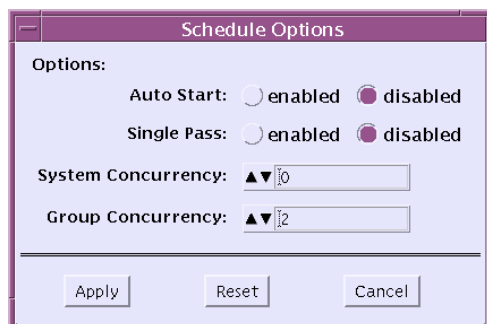 Schedule Options
Options:
Auto Start: enabled disabled
Single Pass: enabled disabled
System Concurrency: 0
Group Concurrency: 2
Apply Reset Cancel